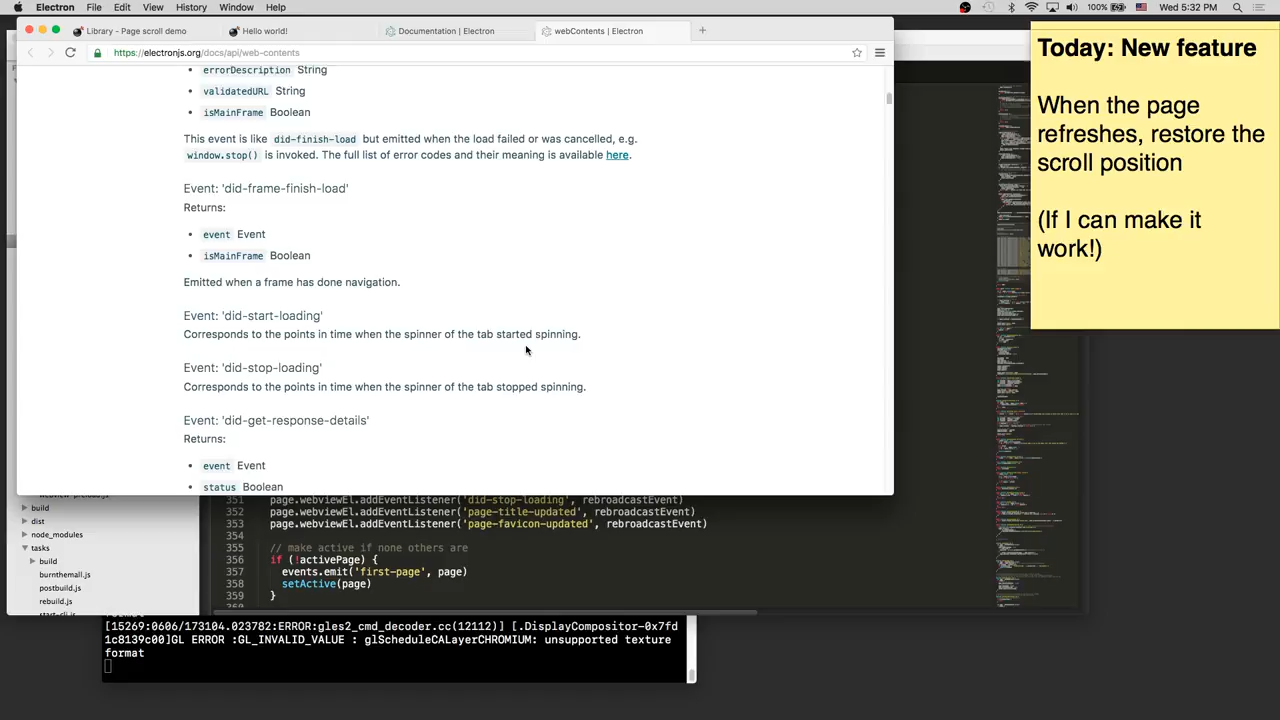 Electron File Edit View History Window Help
100% Wed 5:32 PM
Library - Page scroll demo
Hello world!
Documentation | Electron
webContents | Electron
https://electronjs.org/docs/api/web-contents
errorDescription String
validatedURL String
isMainFrame Boolean
This event is like did-finish-load but emitted when the load failed or was cancelled, e.g.
window.stop() is invoked. The full list of error codes and their meaning is available here.
Event: 'did-frame-finish-load'
Returns:
event Event
isMainFrame Boolean
Emitted when a frame has done navigation.
Event: 'did-start-loading'
Corresponds to the points in time when the spinner of the tab started spinning.
Event: 'did-stop-loading'
Corresponds to the points in time when the spinner of the tab stopped spinning.
Event: 'did-get-response-details'
Returns:
event Event
status Boolean
Today: New feature
When the page
refreshes, restore the
scroll position
(If I can make it
work!)
build
dist
node_modules
tasks
build
burnthemall.js
postbuild.js
rebuild.js
351 page.webviewEl.addEventListener('did-stop-loading', rebroadcastEvent)
352 page.webviewEl.addEventListener('page-title-updated', rebroadcastEvent)
353 page.webviewEl.addEventListener('page-favicon-updated', rebroadcastEvent)
355 // make active if none others are
356 if (!activePage) {
357 events.emit('first-page', page)
358 setActive(page)
359 }
[15269:0606/173104.023782:ERROR:gles2_cmd_decoder.cc(12112)] [.DisplayCompositor-0x7fd
1c8139c00]GL ERROR :GL_INVALID_VALUE : glScheduleCALayerCHROMIUM: unsupported texture
format